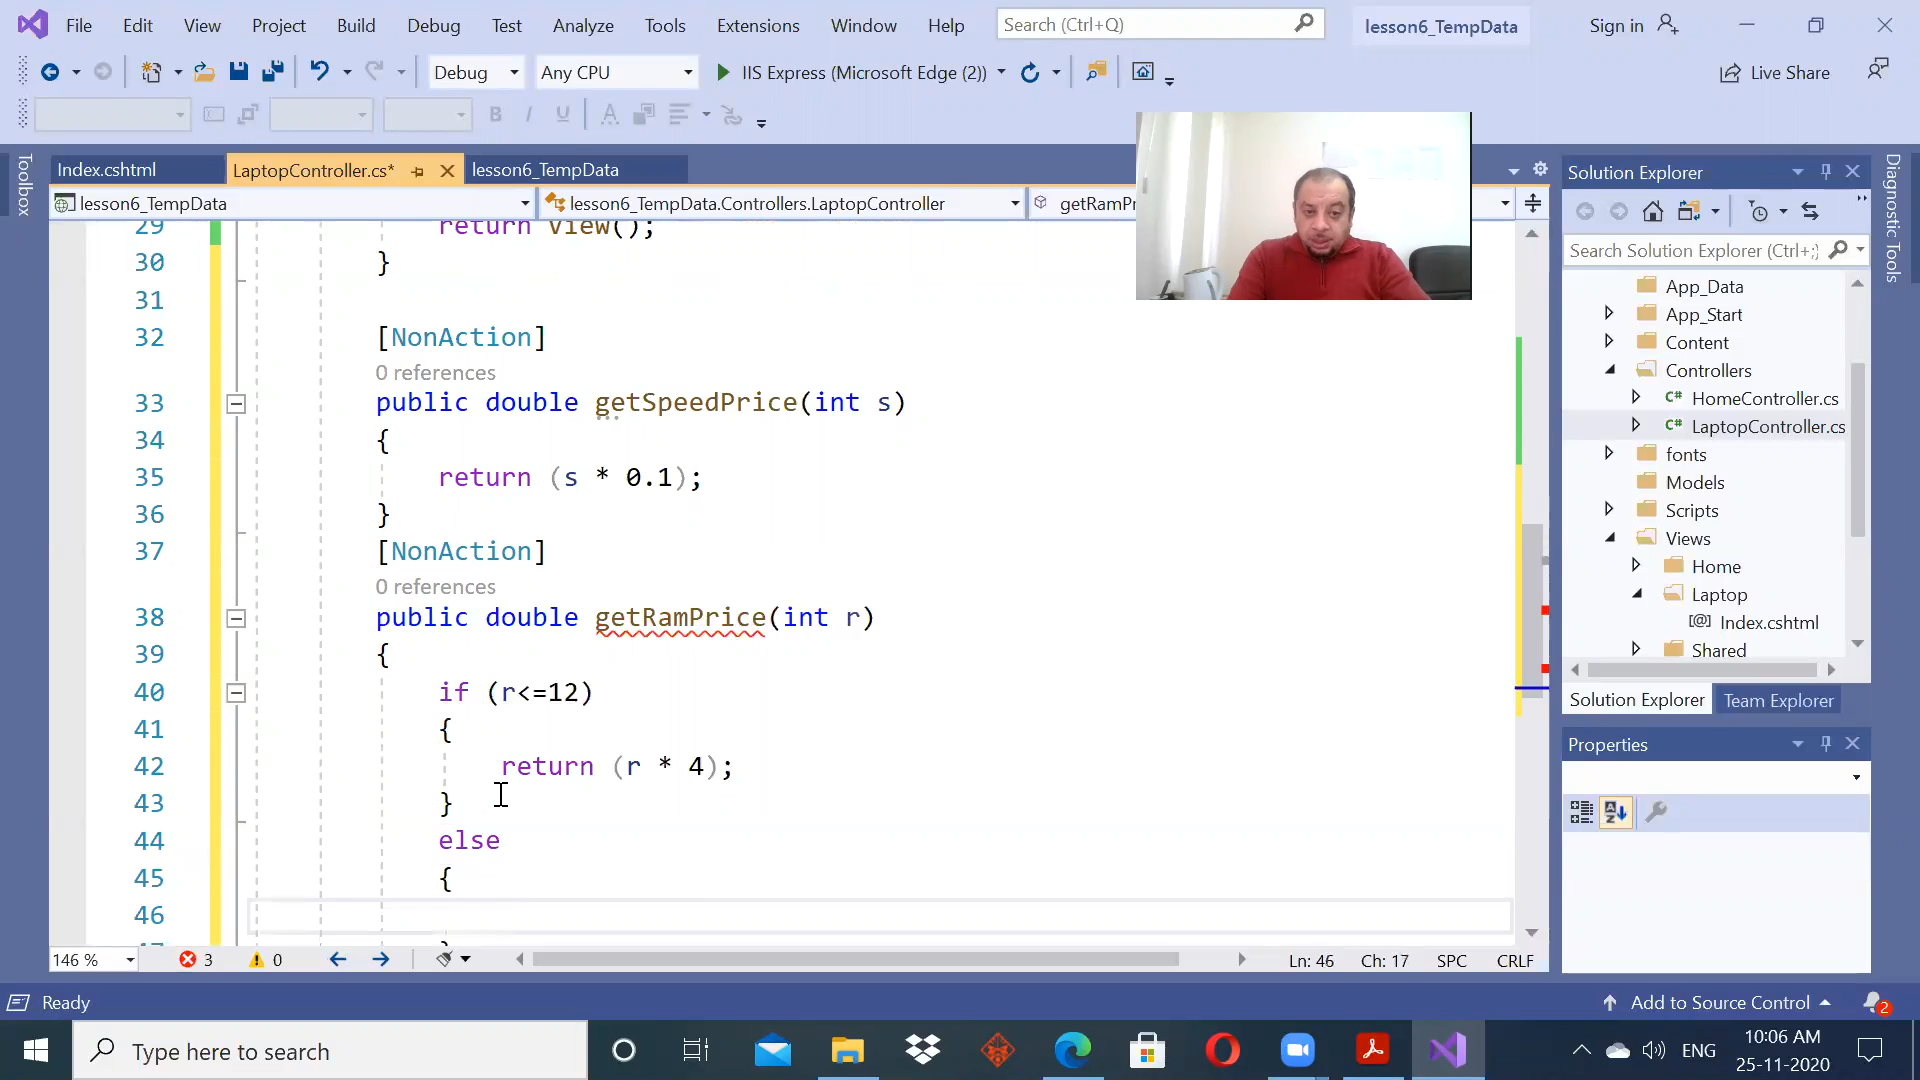 File Edit View Project Build Debug Test Analyze Tools Extensions Window Help Search (Ctrl+Q) lesson6_TempData Sign in
Debug Any CPU IIS Express (Microsoft Edge (2)) Live Share
B I U A
Toolbox
Index.cshtml LaptopController.cs* lesson6_TempData
lesson6_TempData lesson6_TempData.Controllers.LaptopController getRamPr
29 return View();
30 }
31
32 [NonAction]
0 references
33 public double getSpeedPrice(int s)
34 {
35 return (s * 0.1);
36 }
37 [NonAction]
0 references
38 public double getRamPrice(int r)
39 {
40 if (r<=12)
41 {
42 return (r * 4);
43 }
44 else
45 {
46
47 }
146 % 3 0 Ln: 46 Ch: 17 SPC CRLF
Solution Explorer
Search Solution Explorer (Ctrl+;)
App_Data
App_Start
Content
Controllers
C# HomeController.cs
C# LaptopController.cs
fonts
Models
Scripts
Views
Home
Laptop
[@] Index.cshtml
Shared
Solution Explorer Team Explorer
Properties
Diagnostic Tools
Ready Add to Source Control 2
Type here to search ENG 10:06 AM
25-11-2020